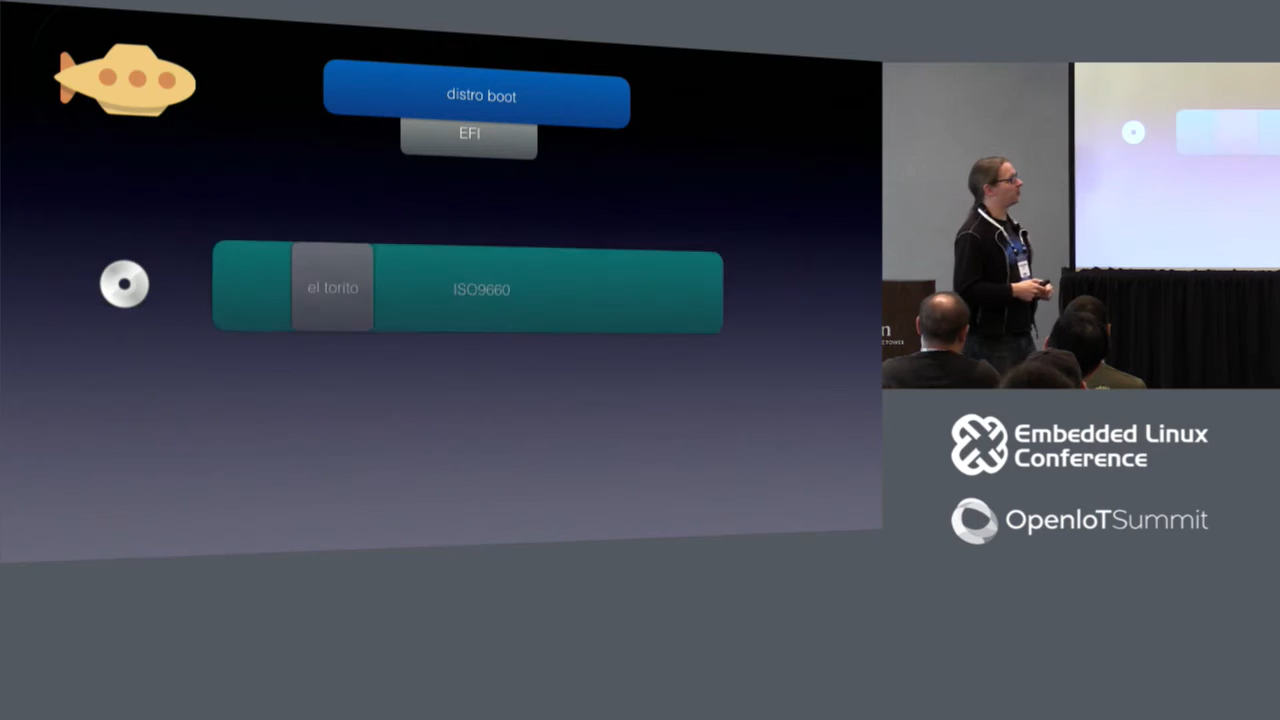 distro boot
EFI
el torito
ISO9660
Embedded Linux
Conference
OpenIoTSummit